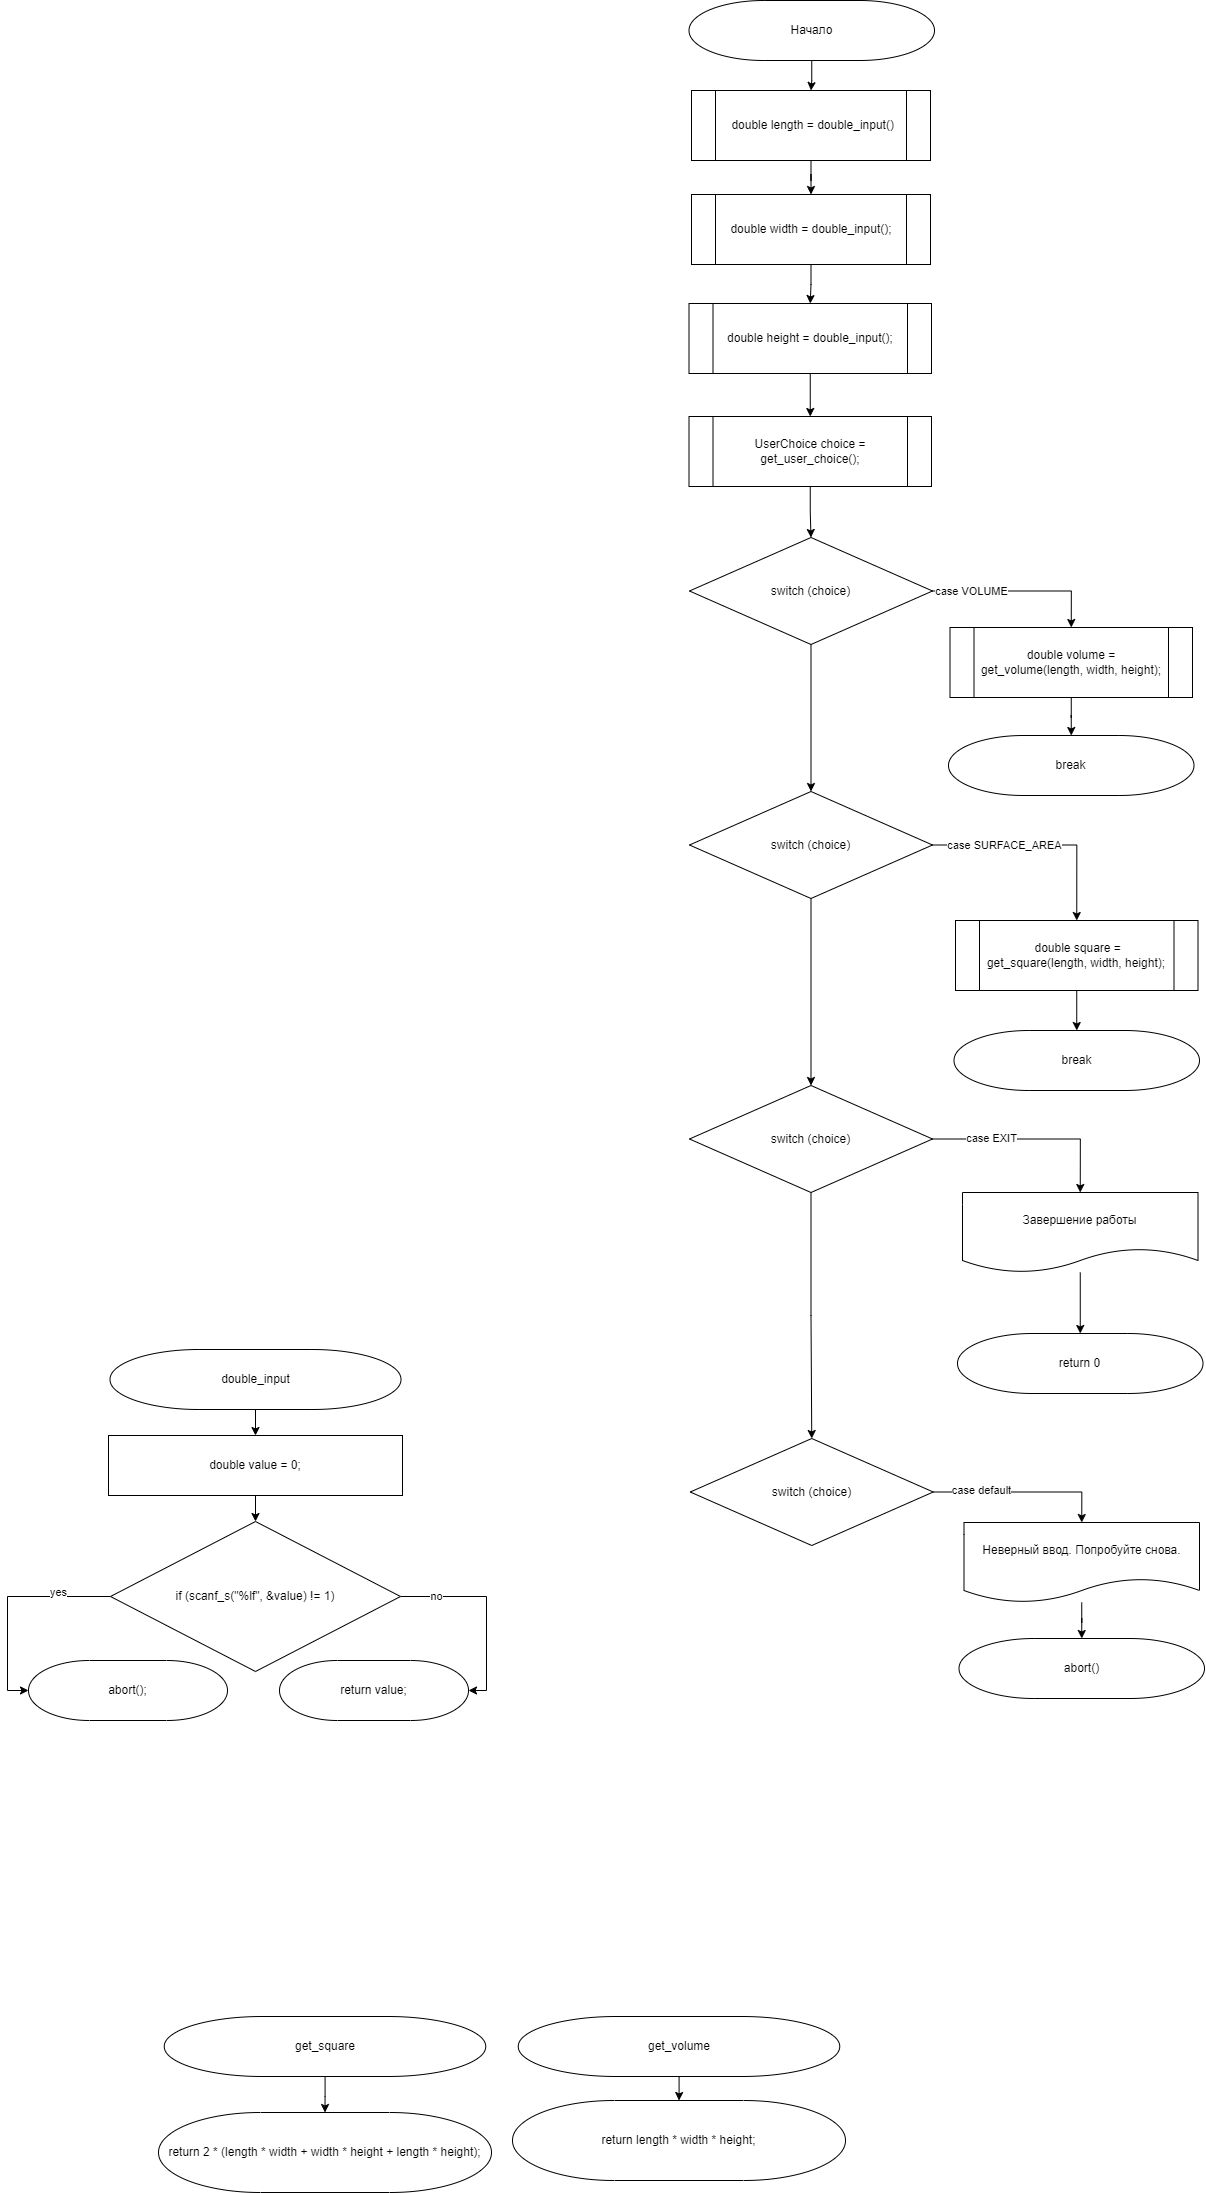 Начало
double length = double_input()
double width = double_input();
double height = double_input();
UserChoice choice =
get_user_choice();
switch (choice)
case VOLUME
double volume =
get_volume(length, width, height);
break
switch (choice)
case SURFACE_AREA
double square =
get_square(length, width, height);
break
switch (choice)
case EXIT
Завершение работы
return 0
switch (choice)
case default
Неверный ввод. Попробуйте снова.
abort()
double_input
double value = 0;
if (scanf_s("%lf", &value) != 1)
yes
no
abort();
return value;
get_square
return 2 * (length * width + width * height + length * height);
get_volume
return length * width * height;